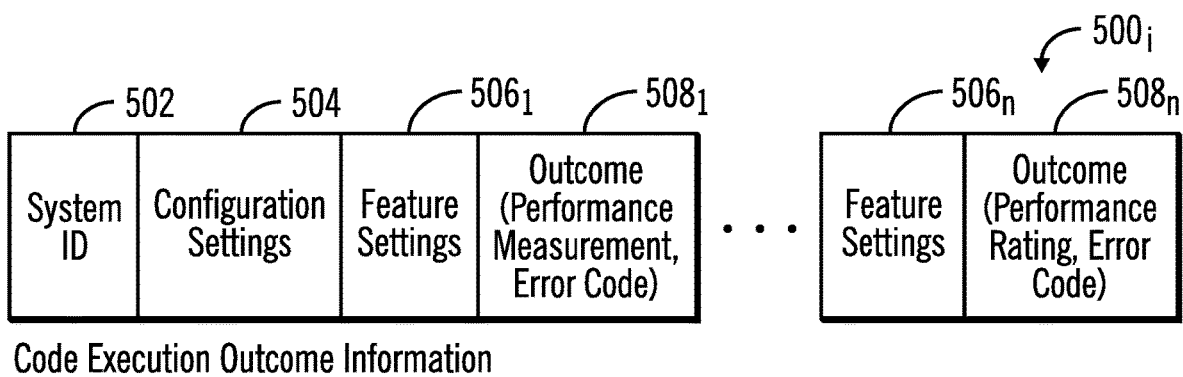 500i
502
504
5061
5081
506n
508n
System
ID
Configuration
Settings
Feature
Settings
Outcome
(Performance
Measurement,
Error Code)
. . .
Feature
Settings
Outcome
(Performance
Rating, Error
Code)
Code Execution Outcome Information